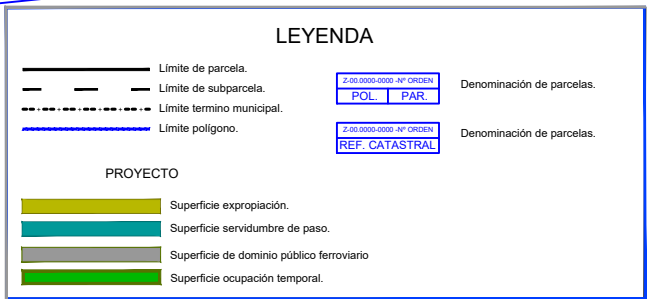 LEYENDA
Límite de parcela.
Límite de subparcela.
Límite termino municipal.
Límite polígono.
Z-00.0000-0000 -Nº ORDEN
POL. PAR.
Denominación de parcelas.
Z-00.0000-0000 -Nº ORDEN
REF. CATASTRAL
Denominación de parcelas.
PROYECTO
Superficie expropiación.
Superficie servidumbre de paso.
Superficie de dominio público ferroviario
Superficie ocupación temporal.